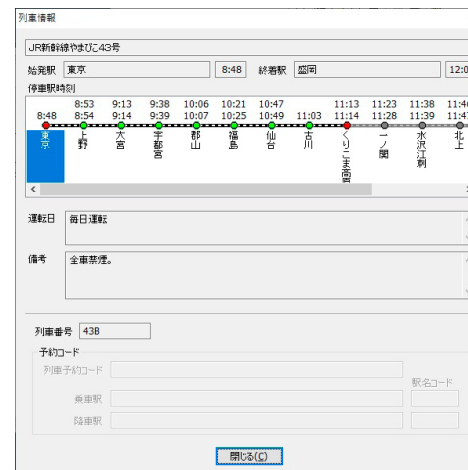 列車情報
JR新幹線やまびこ43号
始発駅 東京 8:48 終着駅 盛岡 12:0
停車駅時刻
8:53 9:13 9:38 10:06 10:21 10:47 11:13 11:23 11:38 11:46
8:48 8:54 9:14 9:39 10:07 10:25 10:49 11:03 11:14 11:28 11:39 11:47
東京 上野 大宮 宇都宮 郡山 福島 仙台 古川 くりこま高原 一ノ関 水沢江刺 北上
運転日 毎日運転
備考 全車禁煙。
列車番号 43B
予約コード
列車予約コード
駅名コード
乗車駅
降車駅
閉じる(C)